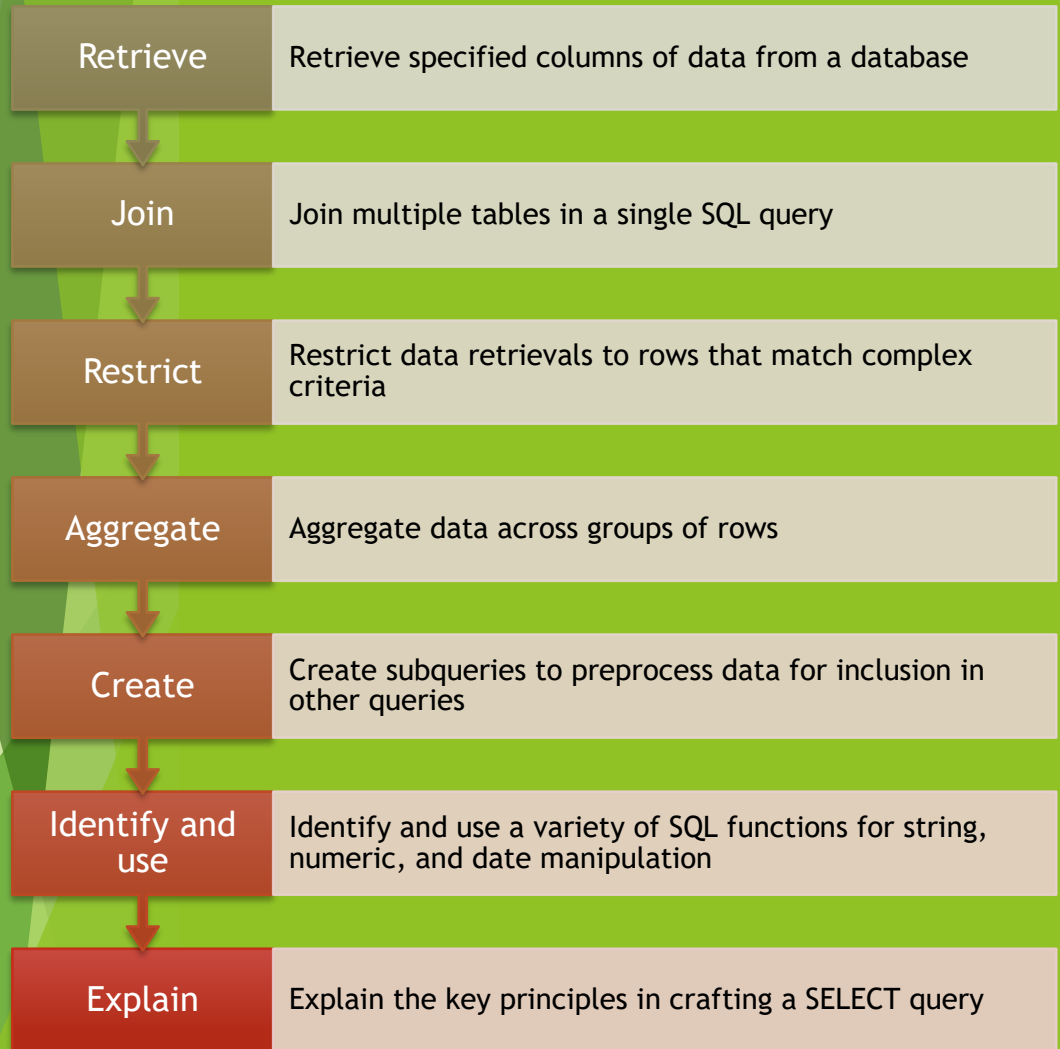 Retrieve
Retrieve specified columns of data from a database
Join
Join multiple tables in a single SQL query
Restrict
Restrict data retrievals to rows that match complex
criteria
Aggregate
Aggregate data across groups of rows
Create
Create subqueries to preprocess data for inclusion in
other queries
Identify and
use
Identify and use a variety of SQL functions for string,
numeric, and date manipulation
Explain
Explain the key principles in crafting a SELECT query